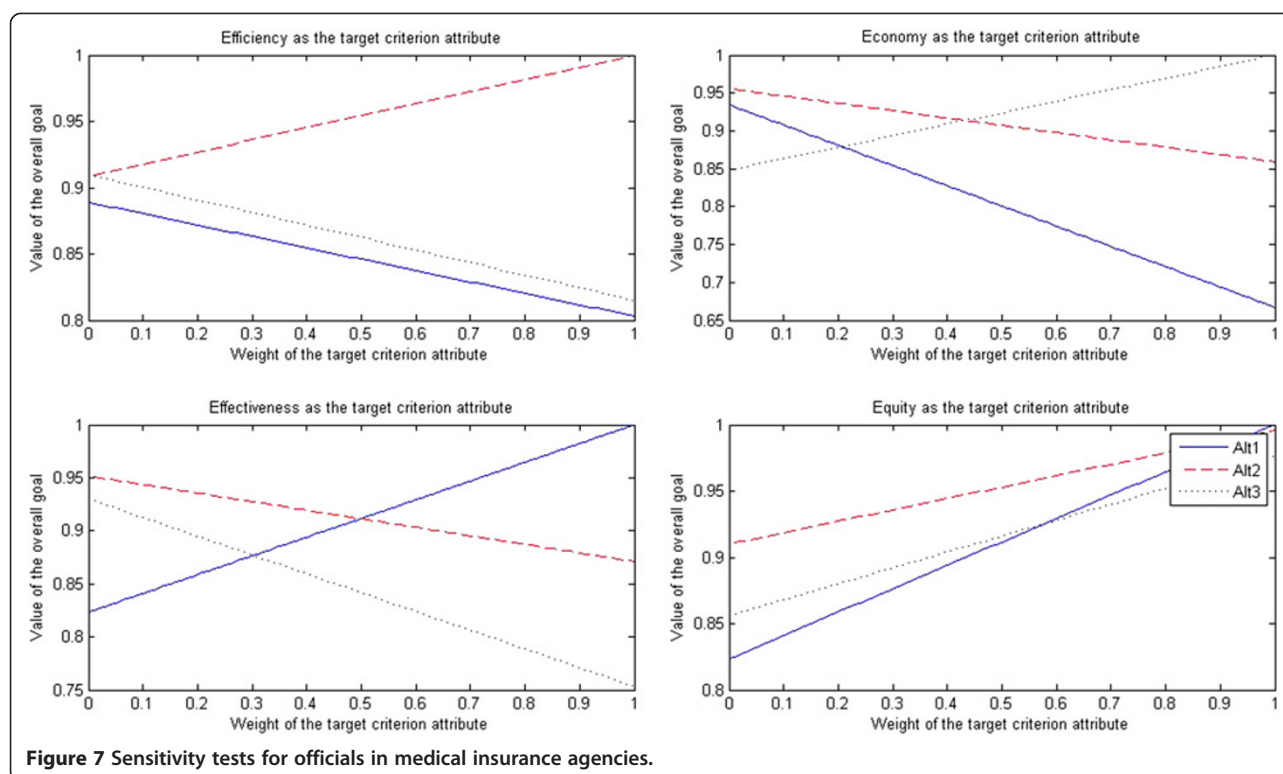 Efficiency as the target criterion attribute
Value of the overall goal
1
0.95
0.9
0.85
0.8
0 0.1 0.2 0.3 0.4 0.5 0.6 0.7 0.8 0.9 1
Weight of the target criterion attribute
Economy as the target criterion attribute
Value of the overall goal
1
0.95
0.9
0.85
0.8
0.75
0.7
0.65
0 0.1 0.2 0.3 0.4 0.5 0.6 0.7 0.8 0.9 1
Weight of the target criterion attribute
Effectiveness as the target criterion attribute
Value of the overall goal
1
0.95
0.9
0.85
0.8
0.75
0 0.1 0.2 0.3 0.4 0.5 0.6 0.7 0.8 0.9 1
Weight of the target criterion attribute
Equity as the target criterion attribute
Value of the overall goal
1
0.95
0.9
0.85
0.8
0 0.1 0.2 0.3 0.4 0.5 0.6 0.7 0.8 0.9 1
Weight of the target criterion attribute
Alt1
Alt2
Alt3
Figure 7 Sensitivity tests for officials in medical insurance agencies.